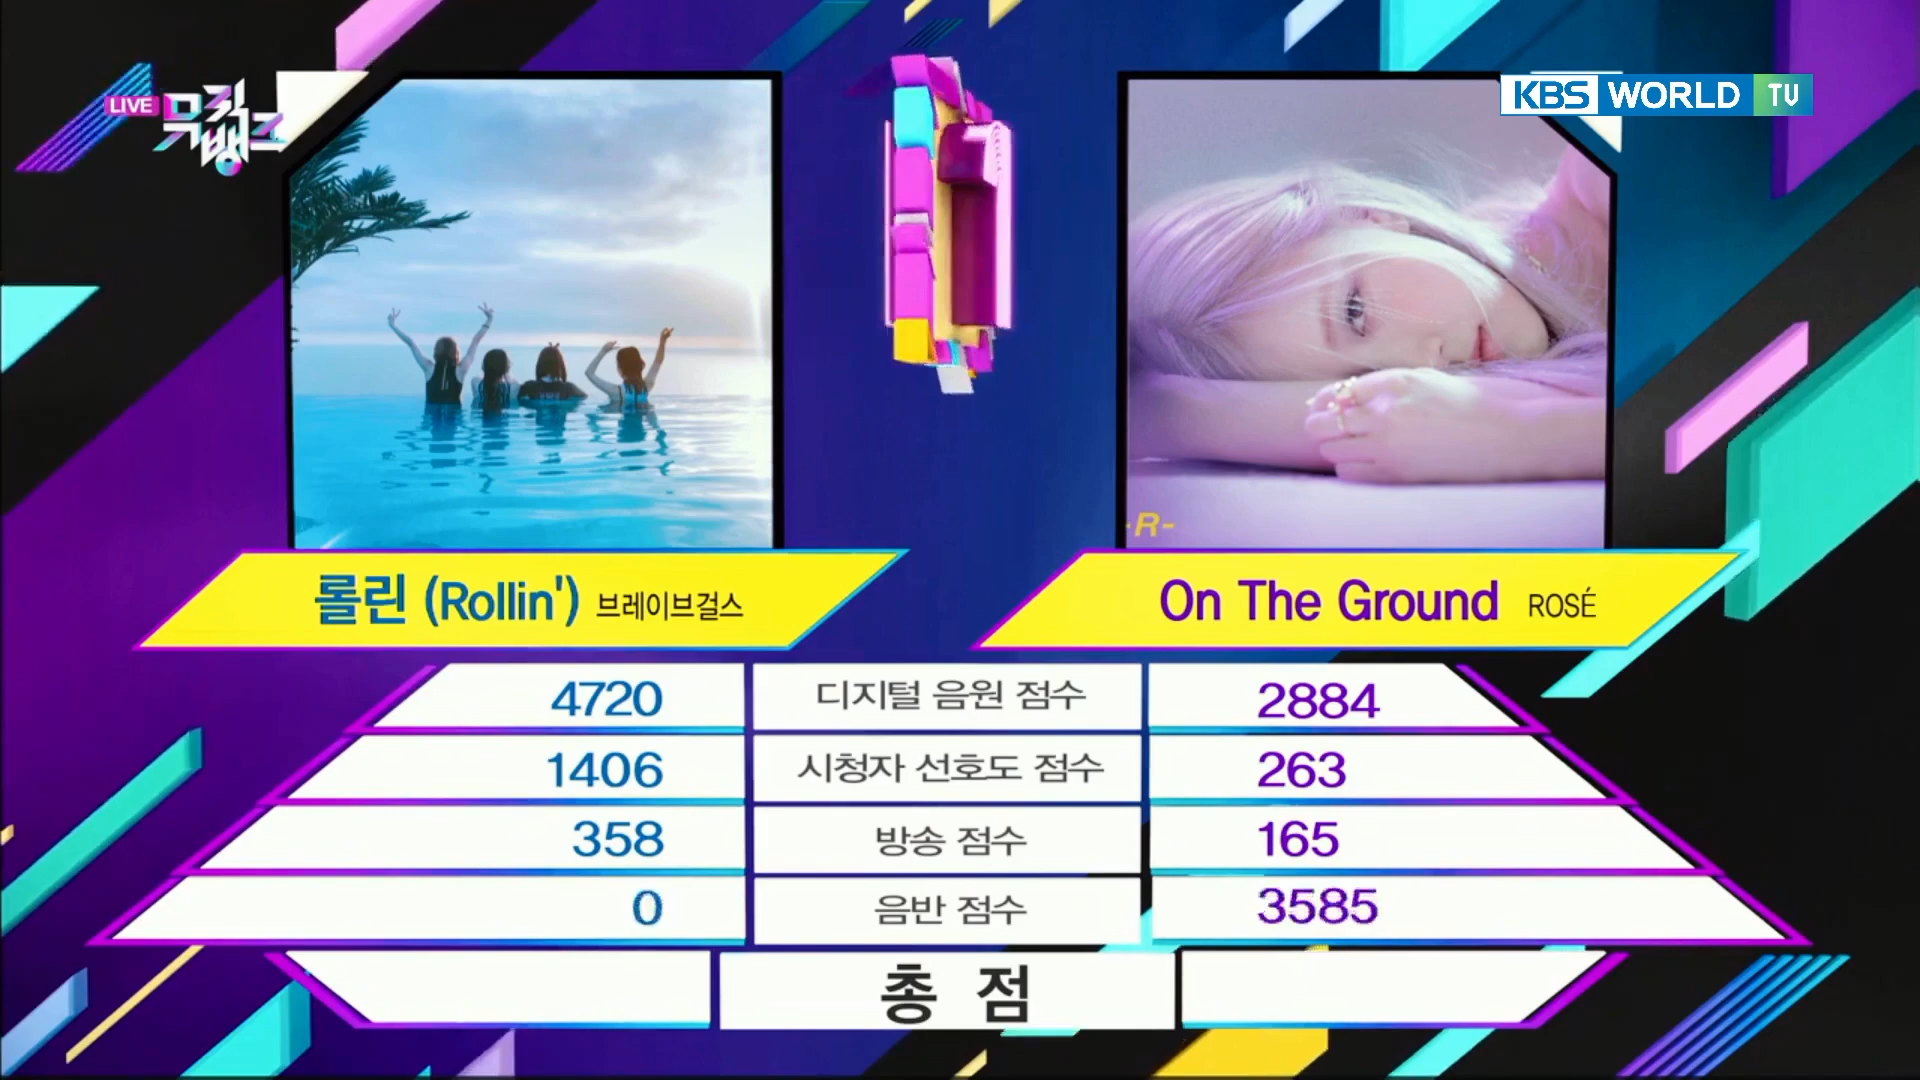 LIVE
뮤직
뱅크
KBS WORLD TV
-R-
롤린 (Rollin') 브레이브걸스
On The Ground ROSÉ
4720 디지털 음원 점수 2884
1406 시청자 선호도 점수 263
358 방송 점수 165
0 음반 점수 3585
총 점